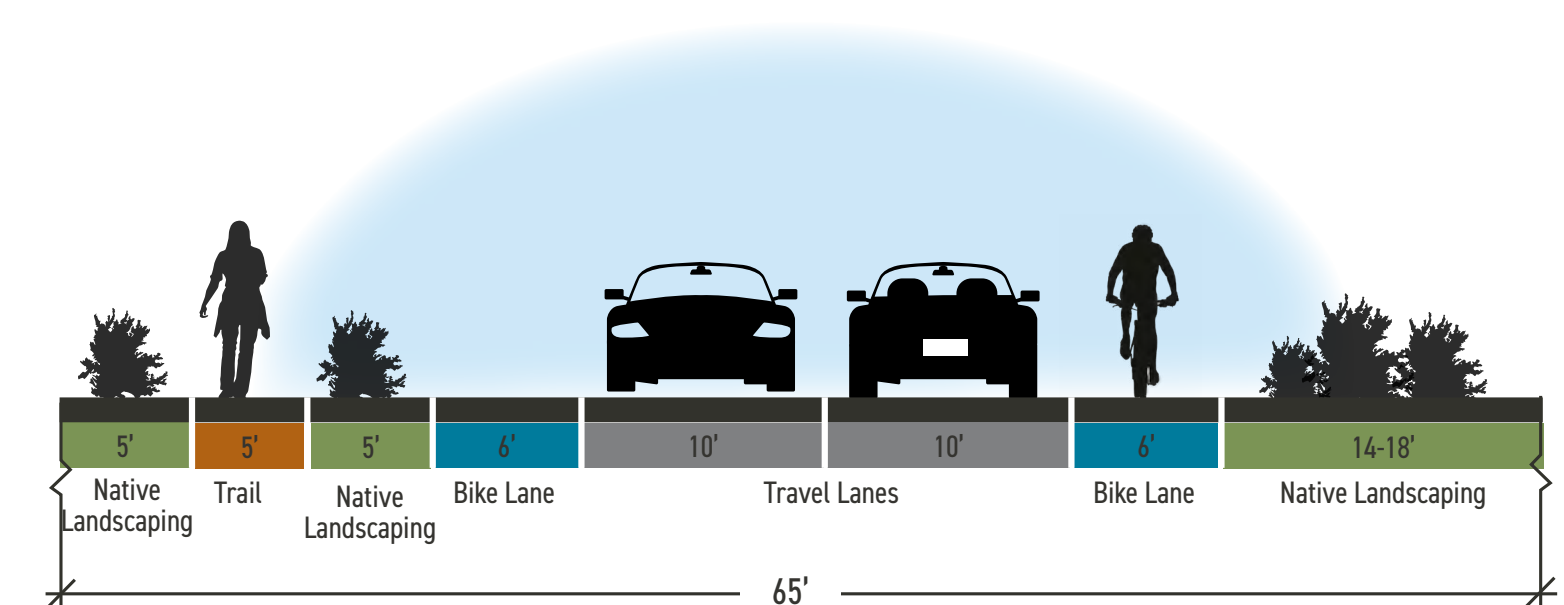 5’ 5’ 5’ 6’ 10’ 10’ 6’ 14-18’
Native
Landscaping
Trail
Native
Landscaping
Bike Lane
Travel Lanes
Bike Lane
Native Landscaping
65’